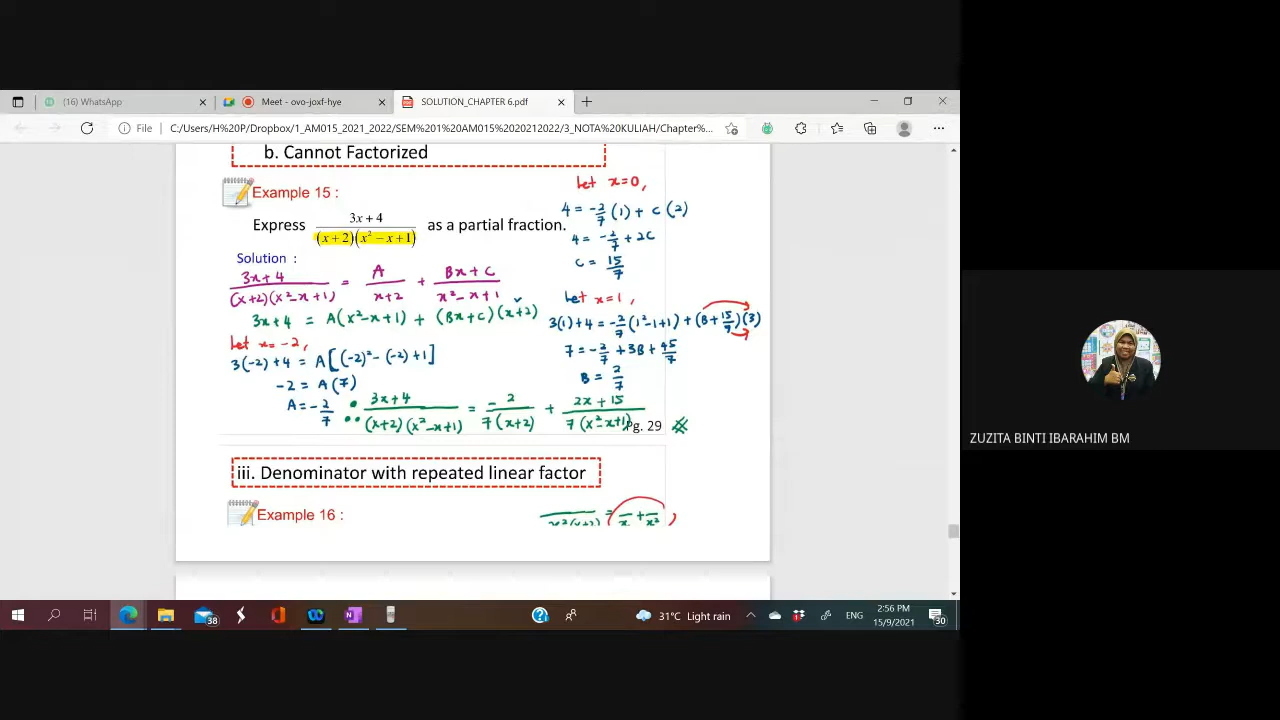 (16) WhatsApp
Meet - ovo-joxf-hye
SOLUTION_CHAPTER 6.pdf
File
C:/Users/H%20P/Dropbox/1_AM015_2021_2022/SEM%201%20AM015%2020212022/3_NOTA%20KULIAH/Chapter%...
b. Cannot Factorized
Example 15 :
Express (3x + 4)/((x + 2)(x² − x + 1)) as a partial fraction.
Solution :
(3x+4)/((x+2)(x²-x+1)) = A/(x+2) + (Bx+C)/(x²-x+1)
3x+4 = A(x²-x+1) + (Bx+C)(x+2)
Let x=-2,
3(-2)+4 = A[(-2)²-(-2)+1]
-2 = A(7)
A = -2/7
Let x=0,
4 = -2/7 (1) + C(2)
4 = -2/7 + 2C
C = 15/7
Let x=1,
3(1)+4 = -2/7 (1²-1+1) + (B+15/7)(3)
7 = -2/7 + 3B + 45/7
B = 2/7
(3x+4)/((x+2)(x²-x+1)) = -2/(7(x+2)) + (2x+15)/(7(x²-x+1))
Pg. 29
iii. Denominator with repeated linear factor
Example 16 :
ZUZITA BINTI IBARAHIM BM
38
31°C Light rain
ENG
2:56 PM
15/9/2021
30